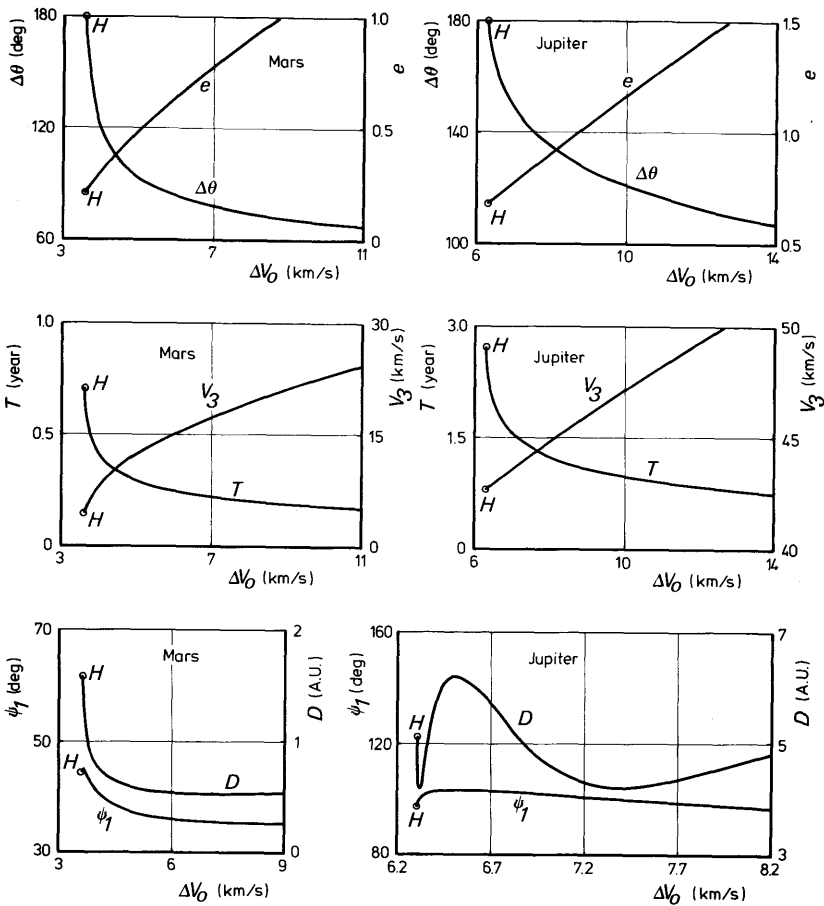 180
H
Δθ (deg)
120
60
3
7
11
ΔV₀ (km/s)
Mars
e
Δθ
H
1.0
0.5
0
e
180
H
Δθ (deg)
140
100
6
10
14
ΔV₀ (km/s)
Jupiter
e
Δθ
H
1.5
1.0
0.5
e
1.0
T (year)
0.5
0
3
7
11
ΔV₀ (km/s)
Mars
H
V₃
T
H
30
15
0
V₃ (km/s)
3.0
T (year)
1.5
0
6
10
14
ΔV₀ (km/s)
Jupiter
H
V₃
T
H
50
45
40
V₃ (km/s)
70
ψ₁ (deg)
50
30
3
6
9
ΔV₀ (km/s)
Mars
H
H
D
ψ₁
2
1
0
D (A.U.)
160
ψ₁ (deg)
120
80
6.2
6.7
7.2
7.7
8.2
ΔV₀ (km/s)
Jupiter
H
D
H
ψ₁
7
5
3
D (A.U.)